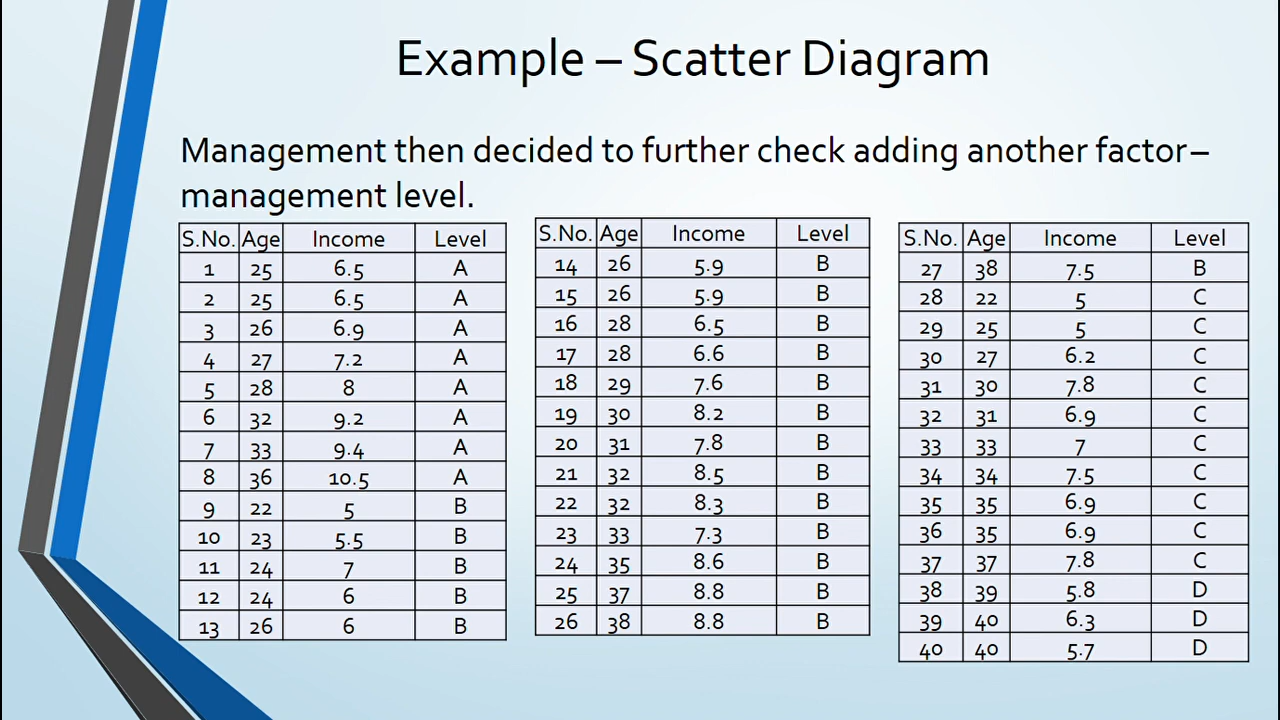 Example – Scatter Diagram
Management then decided to further check adding another factor –
management level.
S.No. Age Income Level
1 25 6.5 A
2 25 6.5 A
3 26 6.9 A
4 27 7.2 A
5 28 8 A
6 32 9.2 A
7 33 9.4 A
8 36 10.5 A
9 22 5 B
10 23 5.5 B
11 24 7 B
12 24 6 B
13 26 6 B
S.No. Age Income Level
14 26 5.9 B
15 26 5.9 B
16 28 6.5 B
17 28 6.6 B
18 29 7.6 B
19 30 8.2 B
20 31 7.8 B
21 32 8.5 B
22 32 8.3 B
23 33 7.3 B
24 35 8.6 B
25 37 8.8 B
26 38 8.8 B
S.No. Age Income Level
27 38 7.5 B
28 22 5 C
29 25 5 C
30 27 6.2 C
31 30 7.8 C
32 31 6.9 C
33 33 7 C
34 34 7.5 C
35 35 6.9 C
36 35 6.9 C
37 37 7.8 C
38 39 5.8 D
39 40 6.3 D
40 40 5.7 D